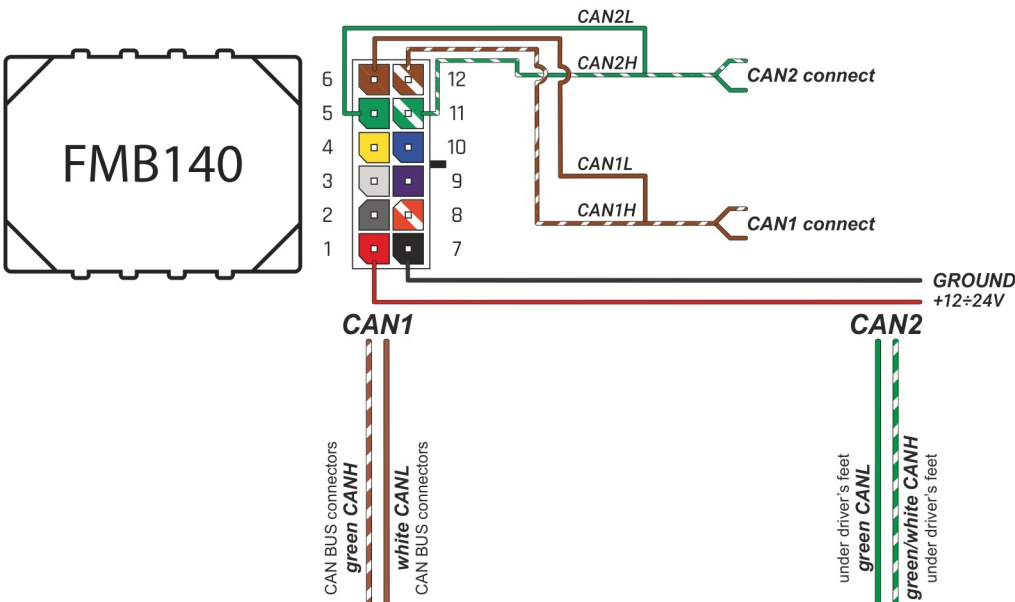 FMB140
CAN2L
CAN2H
CAN2 connect
6
12
5
11
4
10
3
9
2
8
1
7
CAN1L
CAN1H
CAN1 connect
GROUND
+12÷24V
CAN1
CAN2
CAN BUS connectors
green CANH
white CANL
CAN BUS connectors
under driver's feet
green CANL
green/white CANH
under driver's feet